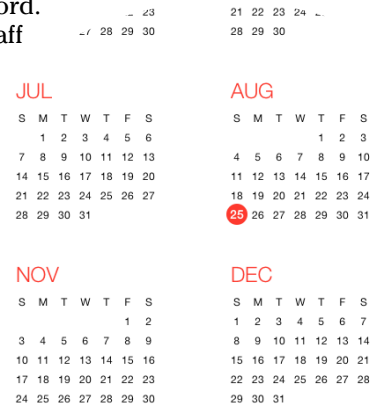 ord.
23
21 22 23 24
aff
28 29 30
28 29 30
JUL
AUG
S M T W T F S
S M T W T F S
1 2 3 4 5 6
1 2 3
7 8 9 10 11 12 13
4 5 6 7 8 9 10
14 15 16 17 18 19 20
11 12 13 14 15 16 17
21 22 23 24 25 26 27
18 19 20 21 22 23 24
28 29 30 31
25 26 27 28 29 30 31
NOV
DEC
S M T W T F S
S M T W T F S
1 2
1 2 3 4 5 6 7
3 4 5 6 7 8 9
8 9 10 11 12 13 14
10 11 12 13 14 15 16
15 16 17 18 19 20 21
17 18 19 20 21 22 23
22 23 24 25 26 27 28
24 25 26 27 28 29 30
29 30 31